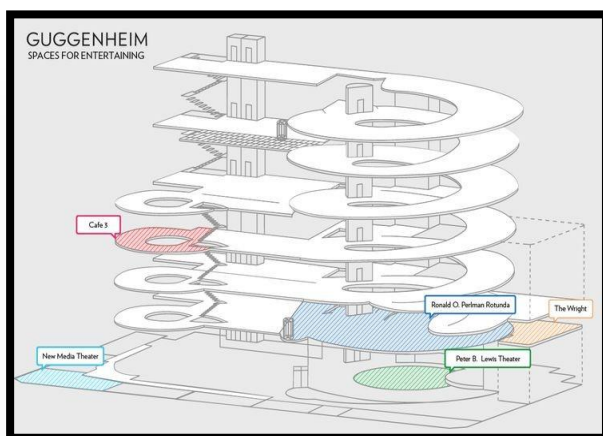 GUGGENHEIM
SPACES FOR ENTERTAINING
Cafe 3
Ronald O. Perlman Rotunda
The Wright
New Media Theater
Peter B. Lewis Theater